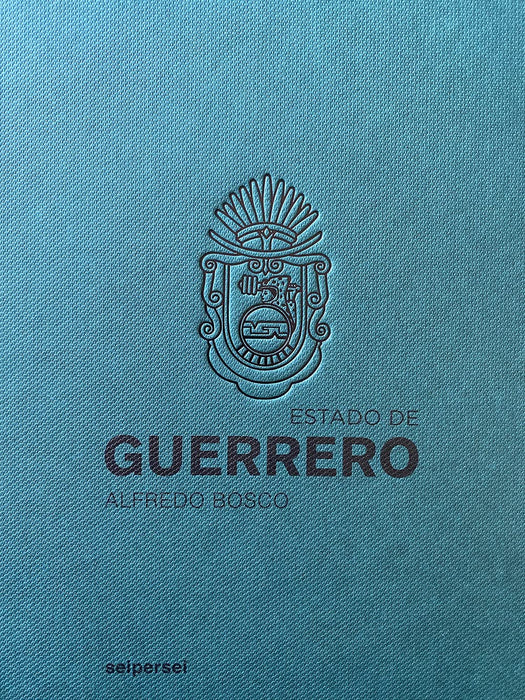 ESTADO DE
GUERRERO
ALFREDO BOSCO
seipersei